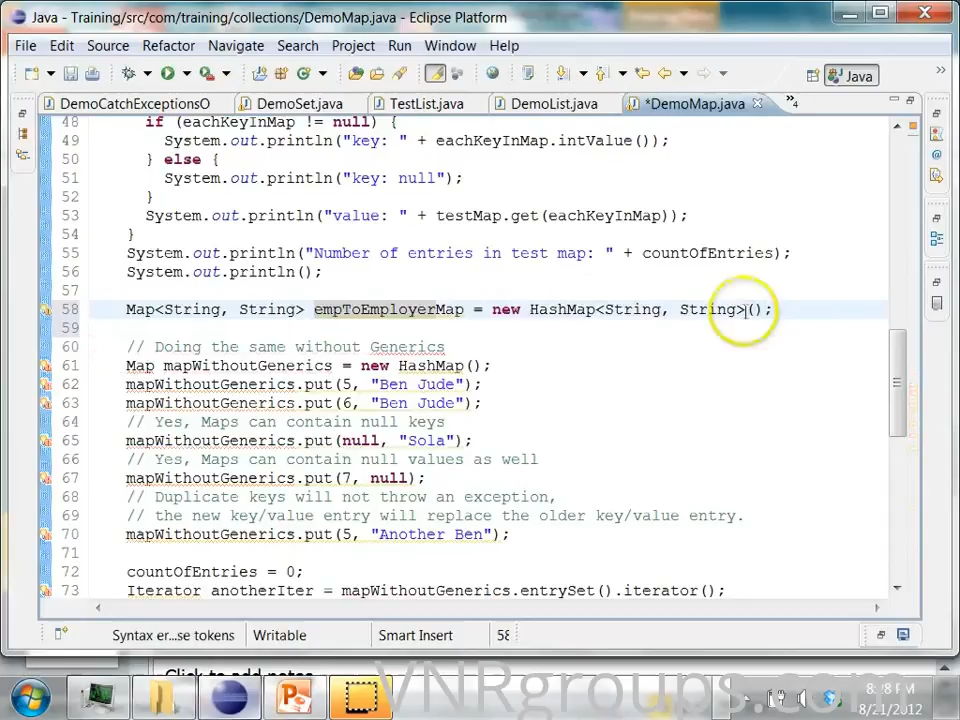 Java - Training/src/com/training/collections/DemoMap.java - Eclipse Platform
File Edit Source Refactor Navigate Search Project Run Window Help
Java
DemoCatchExceptionsO DemoSet.java TestList.java DemoList.java *DemoMap.java 4
48 if (eachKeyInMap != null) {
49 System.out.println("key: " + eachKeyInMap.intValue());
50 } else {
51 System.out.println("key: null");
52 }
53 System.out.println("value: " + testMap.get(eachKeyInMap));
54 }
55 System.out.println("Number of entries in test map: " + countOfEntries);
56 System.out.println();
57
58 Map<String, String> empToEmployerMap = new HashMap<String, String>();
59
60 // Doing the same without Generics
61 Map mapWithoutGenerics = new HashMap();
62 mapWithoutGenerics.put(5, "Ben Jude");
63 mapWithoutGenerics.put(6, "Ben Jude");
64 // Yes, Maps can contain null keys
65 mapWithoutGenerics.put(null, "Sola");
66 // Yes, Maps can contain null values as well
67 mapWithoutGenerics.put(7, null);
68 // Duplicate keys will not throw an exception,
69 // the new key/value entry will replace the older key/value entry.
70 mapWithoutGenerics.put(5, "Another Ben");
71
72 countOfEntries = 0;
73 Iterator anotherIter = mapWithoutGenerics.entrySet().iterator();
Syntax er...se tokens Writable Smart Insert 58
Click to add notes
VNRgroups.com
8:28 PM
8/21/2012